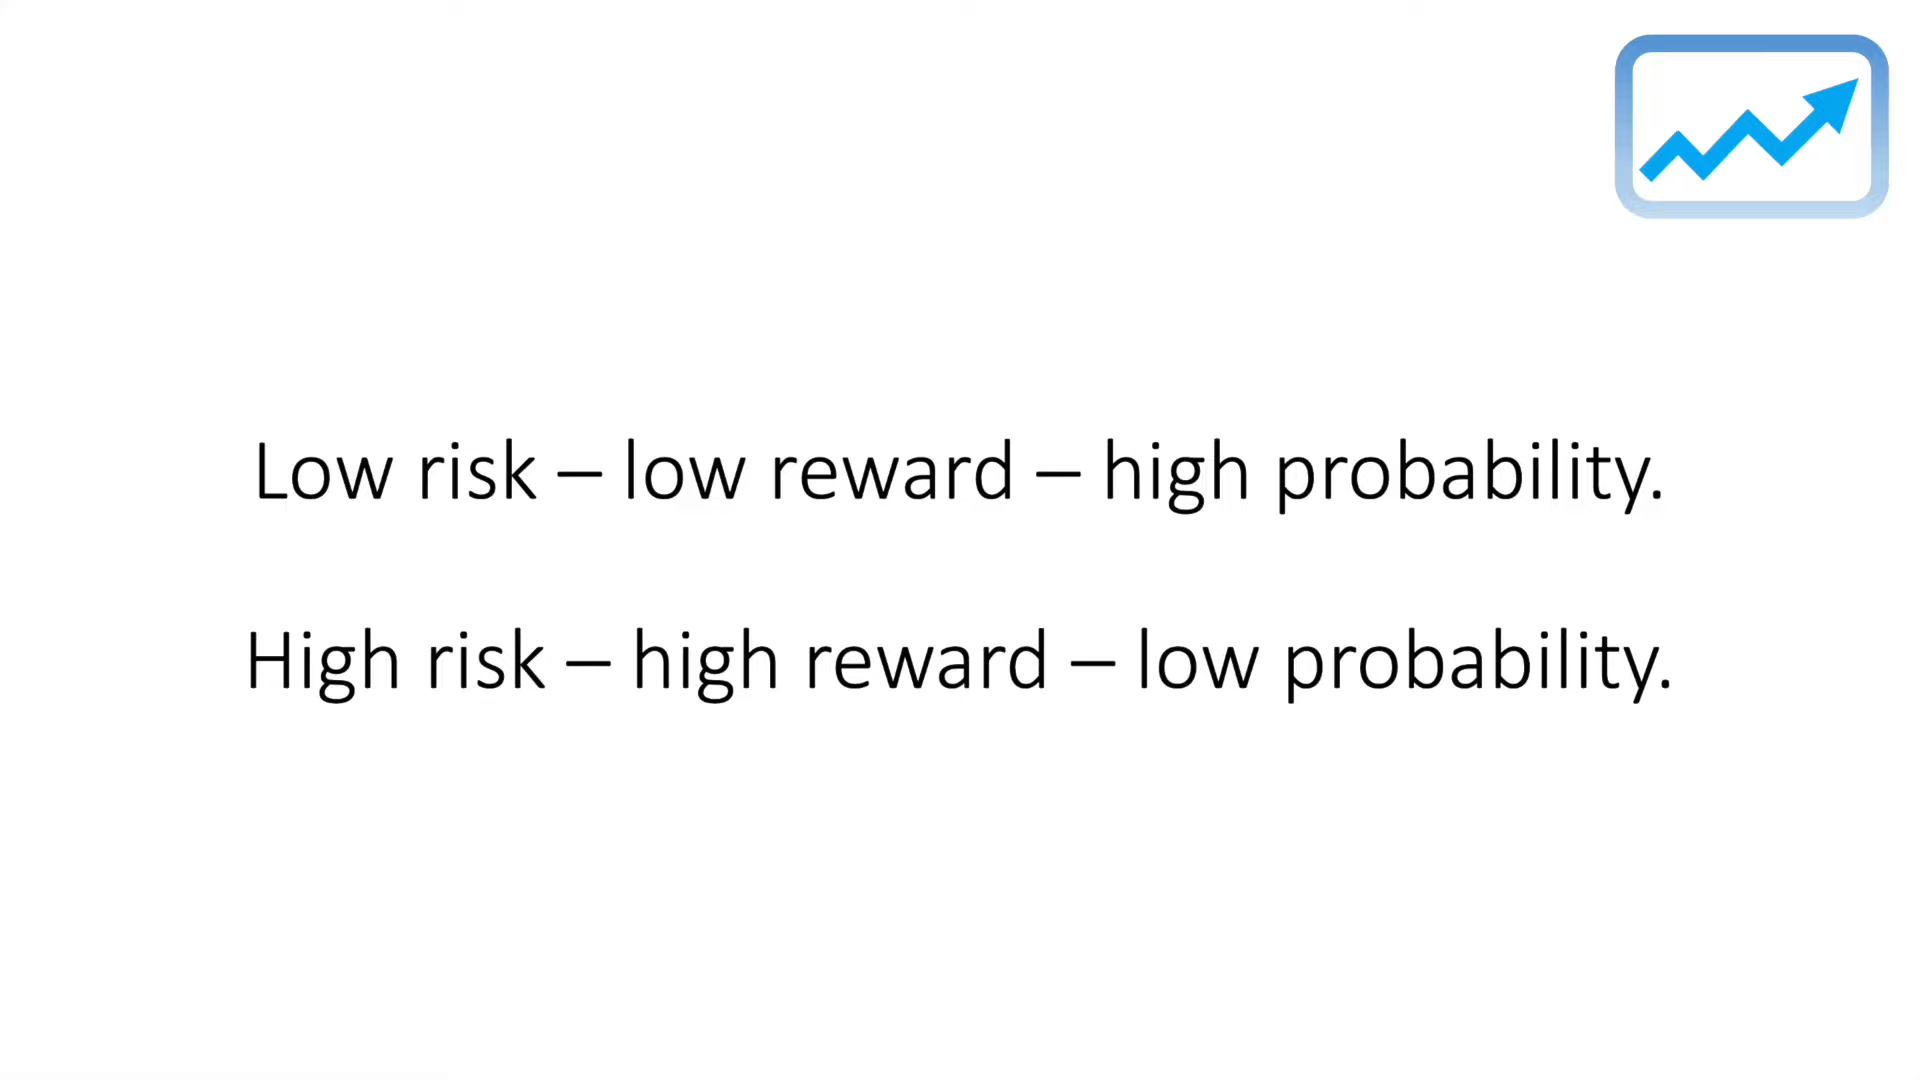 Low risk – low reward – high probability.
High risk – high reward – low probability.